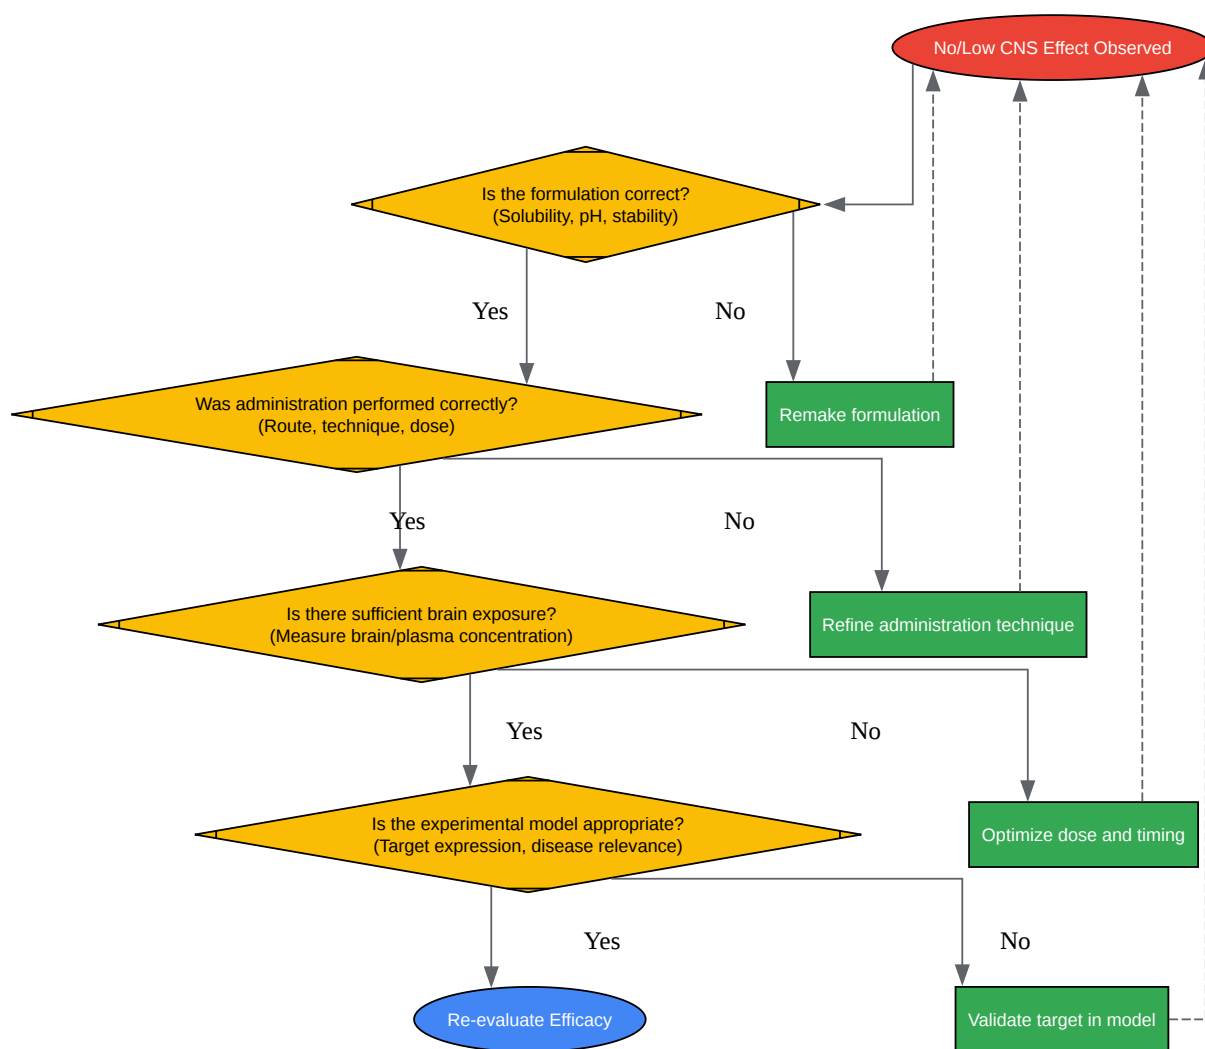 No/Low CNS Effect Observed
Is the formulation correct?
(Solubility, pH, stability)
Yes
No
Was administration performed correctly?
(Route, technique, dose)
Remake formulation
Yes
No
Is there sufficient brain exposure?
(Measure brain/plasma concentration)
Refine administration technique
Yes
No
Is the experimental model appropriate?
(Target expression, disease relevance)
Optimize dose and timing
Yes
No
Re-evaluate Efficacy
Validate target in model